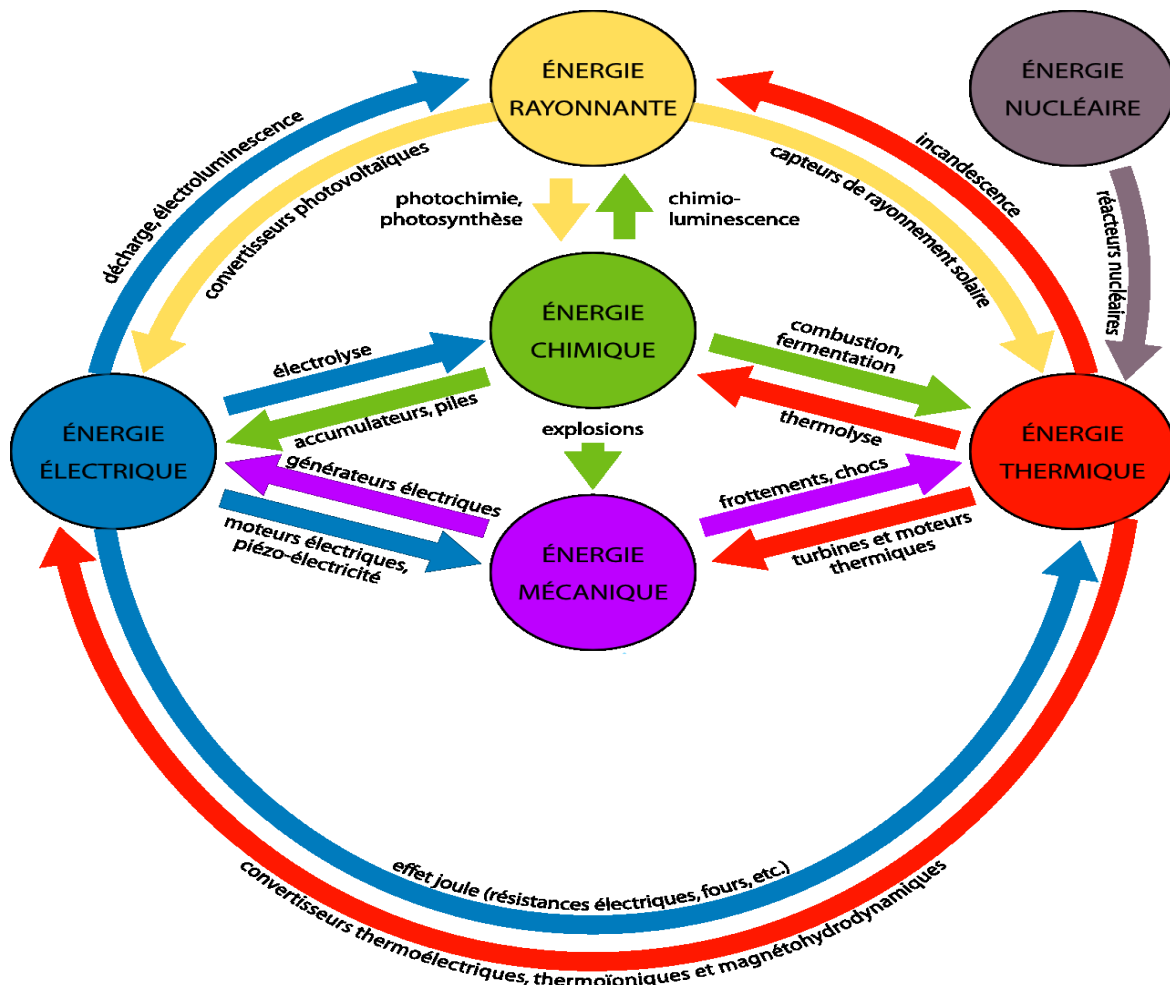 ÉNERGIE
RAYONNANTE
ÉNERGIE
NUCLÉAIRE
décharge, électroluminescence
convertisseurs photovoltaïques
photochimie,
photosynthèse
chimio-
luminescence
capteurs de rayonnement solaire
incandescence
réacteurs nucléaires
ÉNERGIE
CHIMIQUE
électrolyse
accumulateurs, piles
combustion,
fermentation
thermolyse
explosions
ÉNERGIE
ÉLECTRIQUE
ÉNERGIE
THERMIQUE
générateurs électriques
moteurs électriques,
piézo-électricité
frottements, chocs
turbines et moteurs
thermiques
ÉNERGIE
MÉCANIQUE
effet joule (résistances électriques, fours, etc.)
convertisseurs thermoélectriques, thermoïoniques et magnétohydrodynamiques